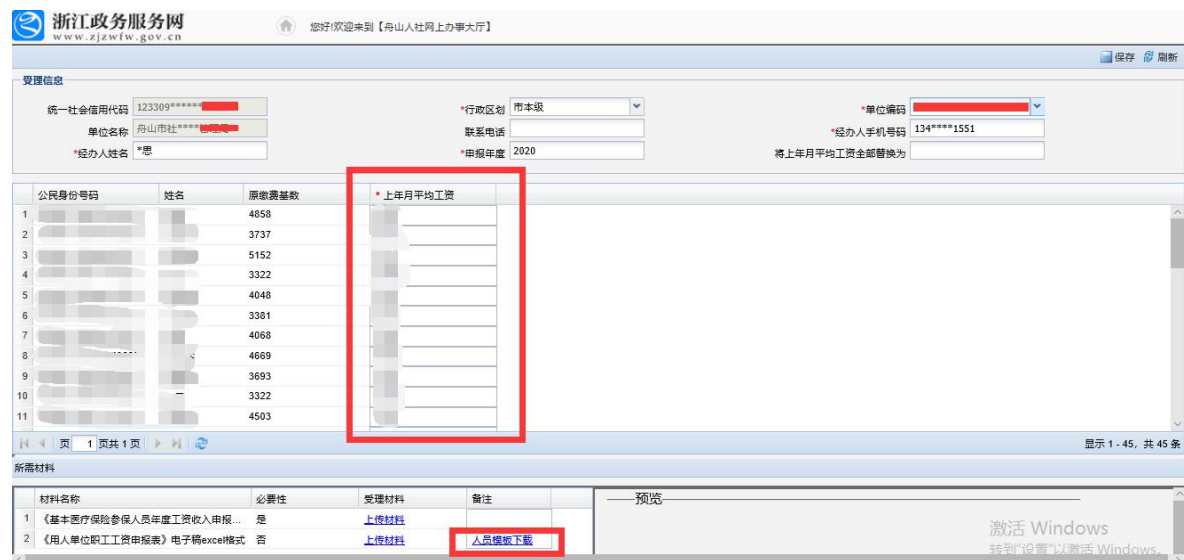 浙江政务服务网
www.zjzwfw.gov.cn
您好!欢迎来到【舟山人社网上办事大厅】
保存 刷新
受理信息
统一社会信用代码 123309******
*行政区划 市本级
*单位编码
单位名称 舟山市社****
联系电话
*经办人手机号码 134****1551
*经办人姓名 *思
*申报年度 2020
将上年月平均工资全部替换为
公民身份号码 姓名 原缴费基数 * 上年月平均工资
1 4858
2 3737
3 5152
4 3322
5 4048
6 3381
7 4068
8 4669
9 3693
10 3322
11 4503
页 1 页共 1 页
显示 1 - 45, 共 45 条
所需材料
材料名称 必要性 受理材料 备注
1 《基本医疗保险参保人员年度工资收入申报... 是 上传材料
2 《用人单位职工工资申报表》电子稿excel格式 否 上传材料 人员模板下载
预览
激活 Windows
转到"设置"以激活 Windows。